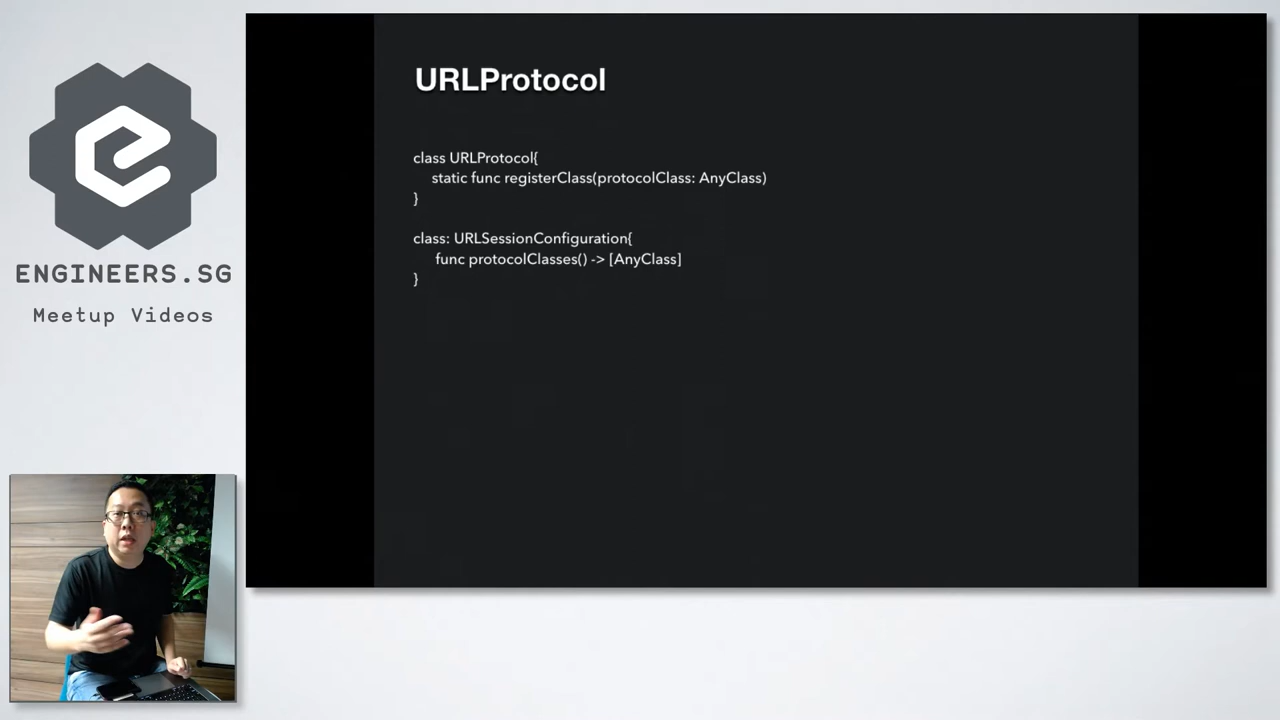 URLProtocol
class URLProtocol{
static func registerClass(protocolClass: AnyClass)
}
class: URLSessionConfiguration{
func protocolClasses() -> [AnyClass]
}
ENGINEERS.SG
Meetup Videos